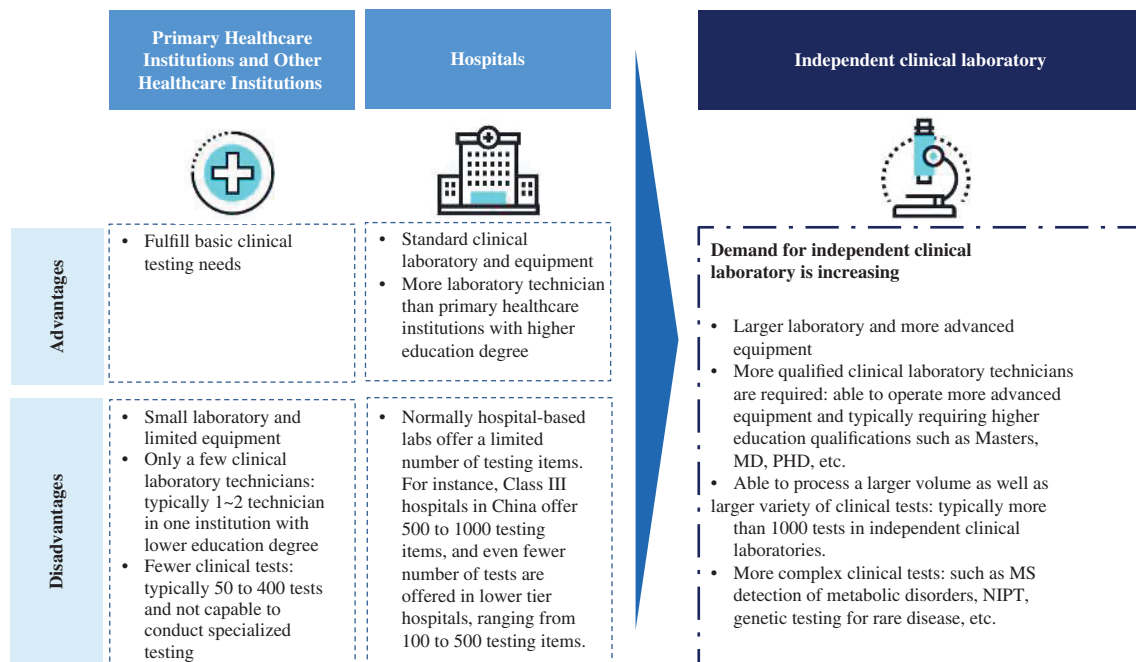 Primary Healthcare
Institutions and Other
Healthcare Institutions
Hospitals
Independent clinical laboratory
Advantages
• Fulfill basic clinical
testing needs
• Standard clinical
laboratory and equipment
• More laboratory technician
than primary healthcare
institutions with higher
education degree
Demand for independent clinical
laboratory is increasing
• Larger laboratory and more advanced
equipment
• More qualified clinical laboratory technicians
are required: able to operate more advanced
equipment and typically requiring higher
education qualifications such as Masters,
MD, PHD, etc.
• Able to process a larger volume as well as
larger variety of clinical tests: typically more
than 1000 tests in independent clinical
laboratories.
• More complex clinical tests: such as MS
detection of metabolic disorders, NIPT,
genetic testing for rare disease, etc.
Disadvantages
• Small laboratory and
limited equipment
• Only a few clinical
laboratory technicians:
typically 1~2 technician
in one institution with
lower education degree
• Fewer clinical tests:
typically 50 to 400 tests
and not capable to
conduct specialized
testing
• Normally hospital-based
labs offer a limited
number of testing items.
For instance, Class III
hospitals in China offer
500 to 1000 testing
items, and even fewer
number of tests are
offered in lower tier
hospitals, ranging from
100 to 500 testing items.